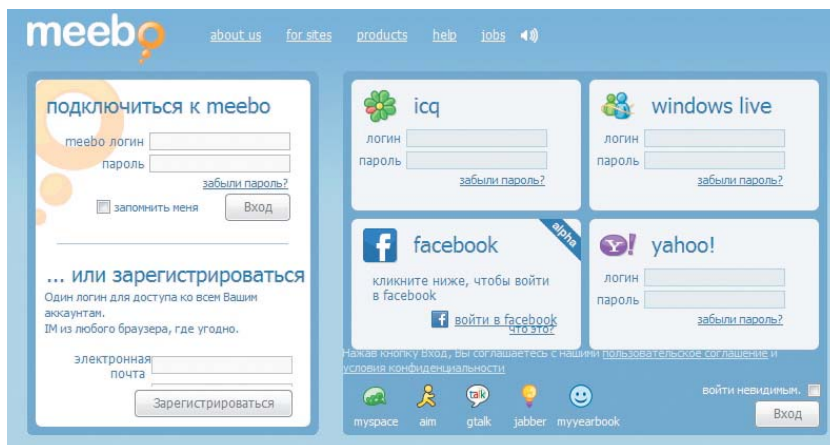 meebo
about us for sites products help jobs
подключиться к meebo
meebo логин
пароль
забыли пароль?
запомнить меня Вход
... или зарегистрироваться
Один логин для доступа ко всем Вашим
аккаунтам.
IM из любого браузера, где угодно.
электронная
почта
Зарегистрироваться
icq
логин
пароль
забыли пароль?
windows live
логин
пароль
забыли пароль?
facebook
alpha
кликните ниже, чтобы войти
в facebook
f войти в facebook
что это?
yahoo!
логин
пароль
забыли пароль?
Нажав кнопку Вход, Вы соглашаетесь с нашими пользовательское соглашение и
условия конфиденциальности
talk
myspace aim gtalk jabber myyearbook
войти невидимым.
Вход